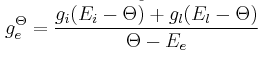 $g_e^{\Theta} = \frac{g_i(E_i - \Theta) + g_l(E_l - \Theta)}{\Theta - E_e}$